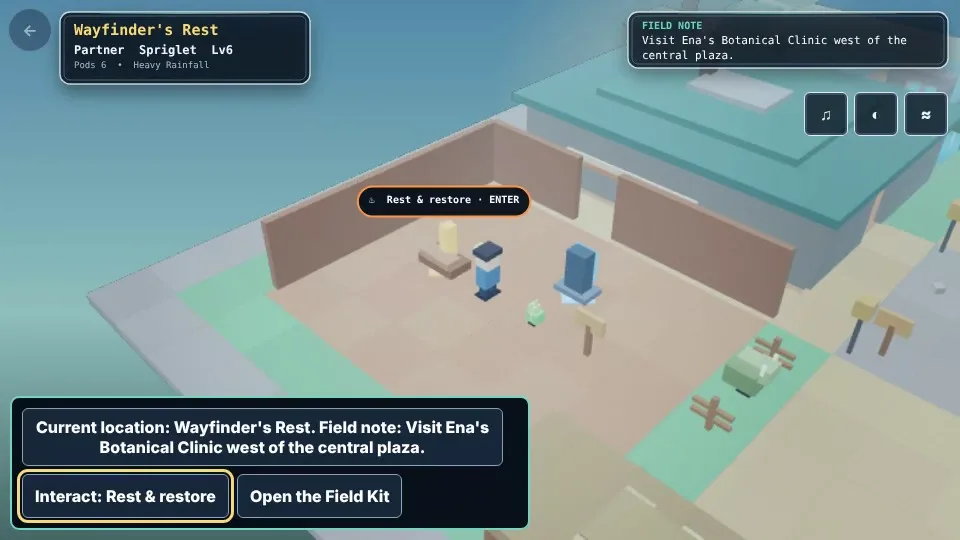 Wayfinder's Rest
Partner Spriglet Lv6
Pods 6 • Heavy Rainfall
FIELD NOTE
Visit Ena's Botanical Clinic west of the
central plaza.
Rest & restore · ENTER
Current location: Wayfinder's Rest. Field note: Visit Ena's
Botanical Clinic west of the central plaza.
Interact: Rest & restore
Open the Field Kit